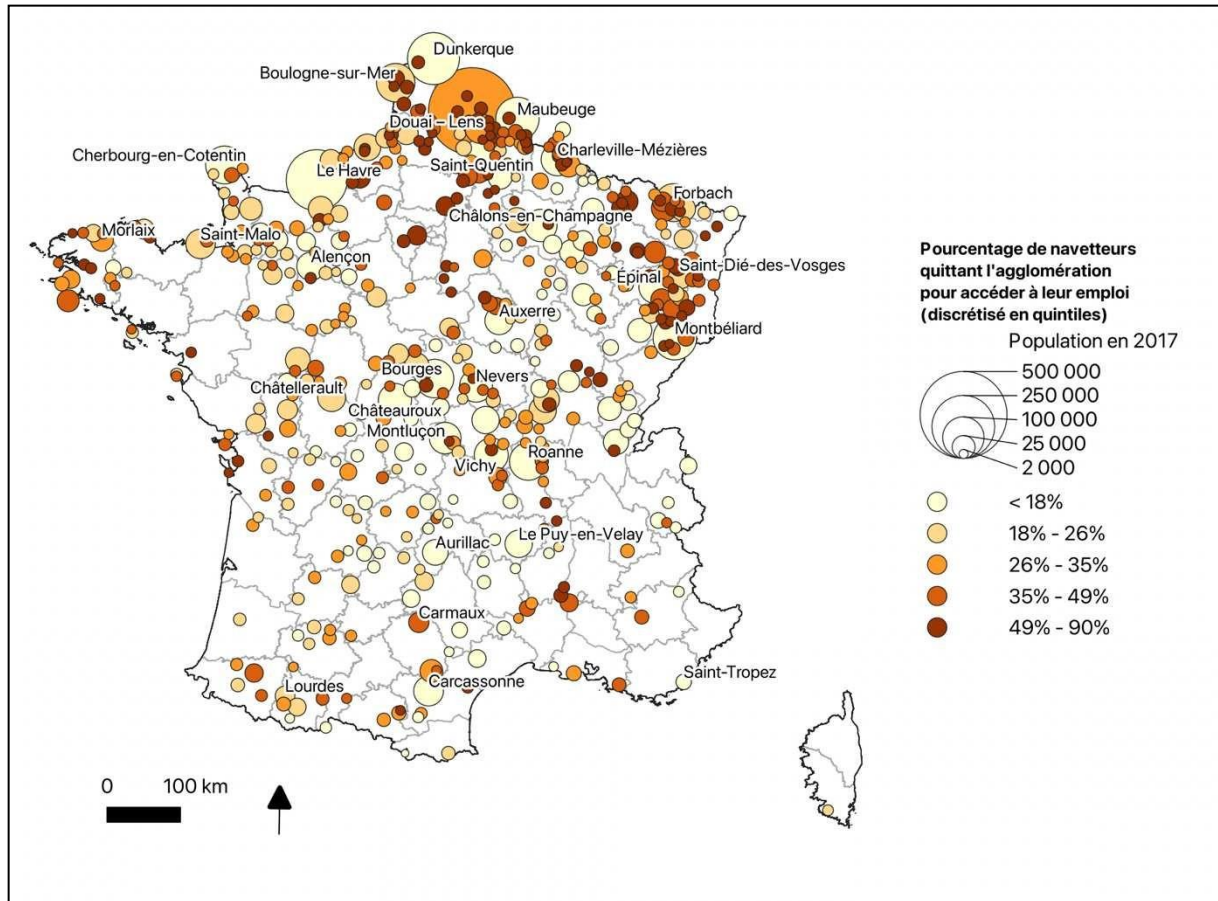 Dunkerque
Boulogne-sur-Mer
Maubeuge
Douai – Lens
Cherbourg-en-Cotentin
Charleville-Mézières
Saint-Quentin
Le Havre
Forbach
Châlons-en-Champagne
Morlaix
Saint-Malo
Alençon
Saint-Dié-des-Vosges
Épinal
Auxerre
Montbéliard
Bourges
Nevers
Châtellerault
Châteauroux
Montluçon
Vichy
Roanne
Le Puy-en-Velay
Aurillac
Carmaux
Saint-Tropez
Carcassonne
Lourdes
0 100 km
Pourcentage de navetteurs
quittant l'agglomération
pour accéder à leur emploi
(discrétisé en quintiles)
Population en 2017
500 000
250 000
100 000
25 000
2 000
< 18%
18% - 26%
26% - 35%
35% - 49%
49% - 90%